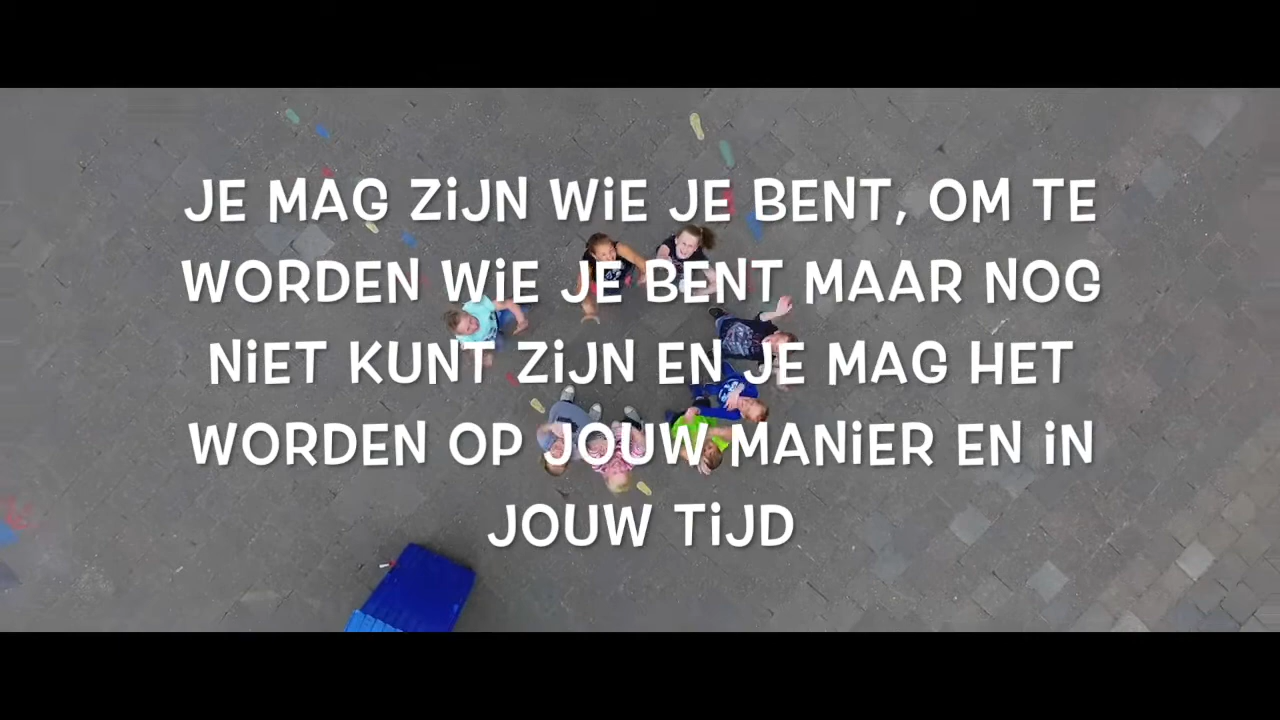 JE MAG ZiJN WiE JE BENT, OM TE
WORDEN WiE JE BENT MAAR NOG
NiET KUNT ZiJN EN JE MAG HET
WORDEN OP JOUW MANiER EN iN
JOUW TiJD